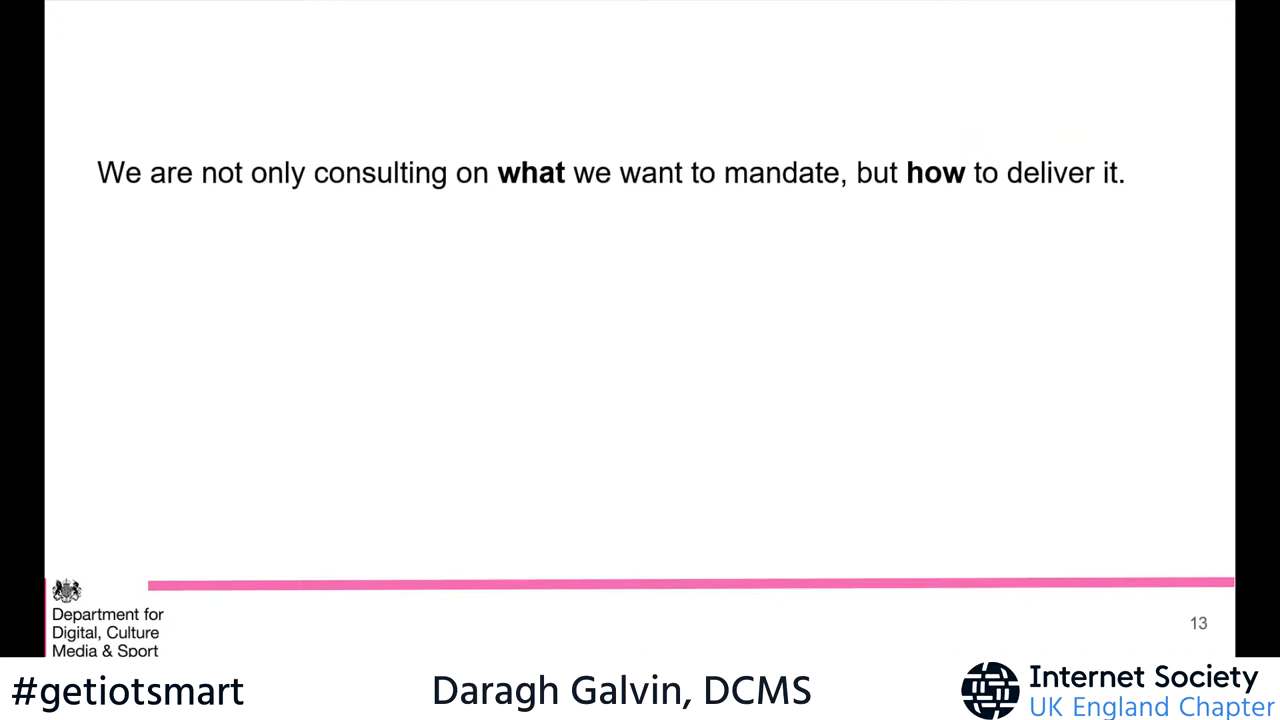 We are not only consulting on what we want to mandate, but how to deliver it.
Department for
Digital, Culture
Media & Sport
13
#getiotsmart
Daragh Galvin, DCMS
Internet Society
UK England Chapter